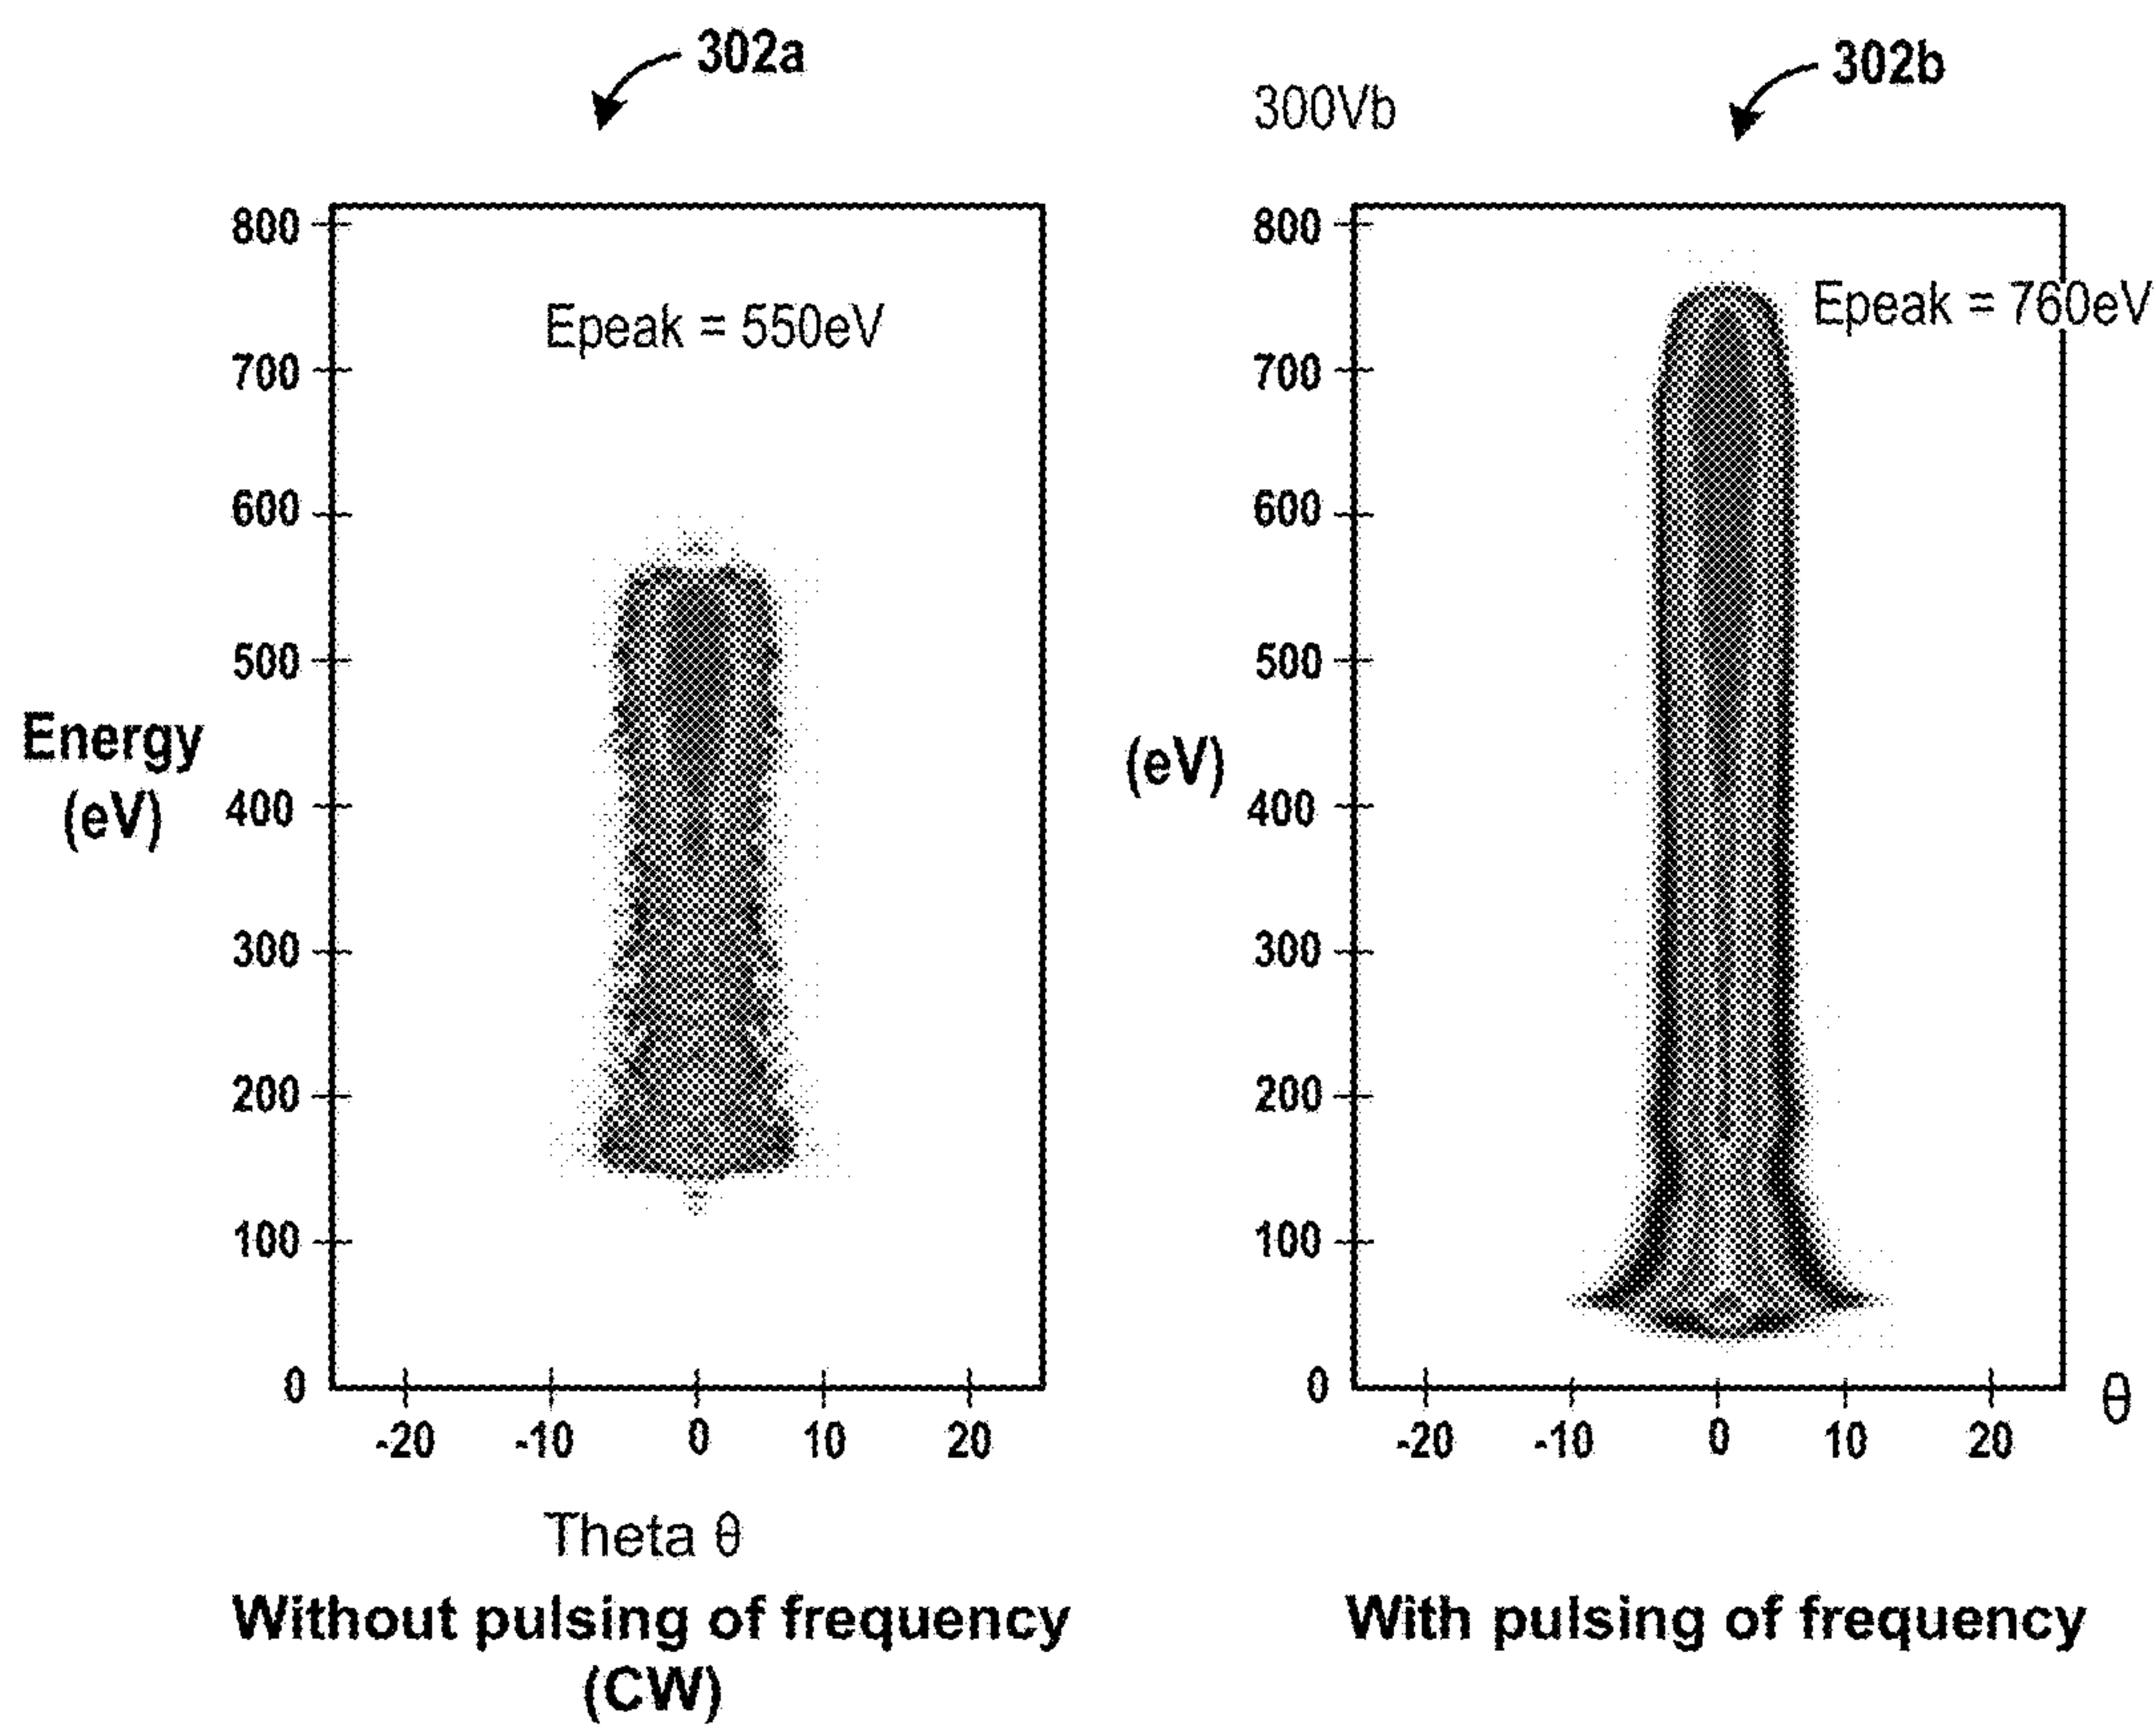 302a
800
700
600
500
400
300
200
100
0
Epeak = 550eV
Energy
(eV)
-20 -10 0 10 20
Theta θ
Without pulsing of frequency
(CW)
302b
300Vb
800
700
600
500
400
300
200
100
0
Epeak = 760eV
(eV)
-20 -10 0 10 20
θ
With pulsing of frequency